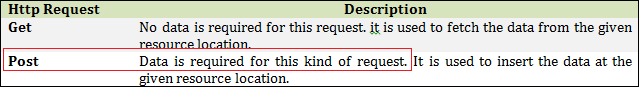 Http Request Description
Get No data is required for this request. it is used to fetch the data from the given
resource location.
Post Data is required for this kind of request. It is used to insert the data at the
given resource location.